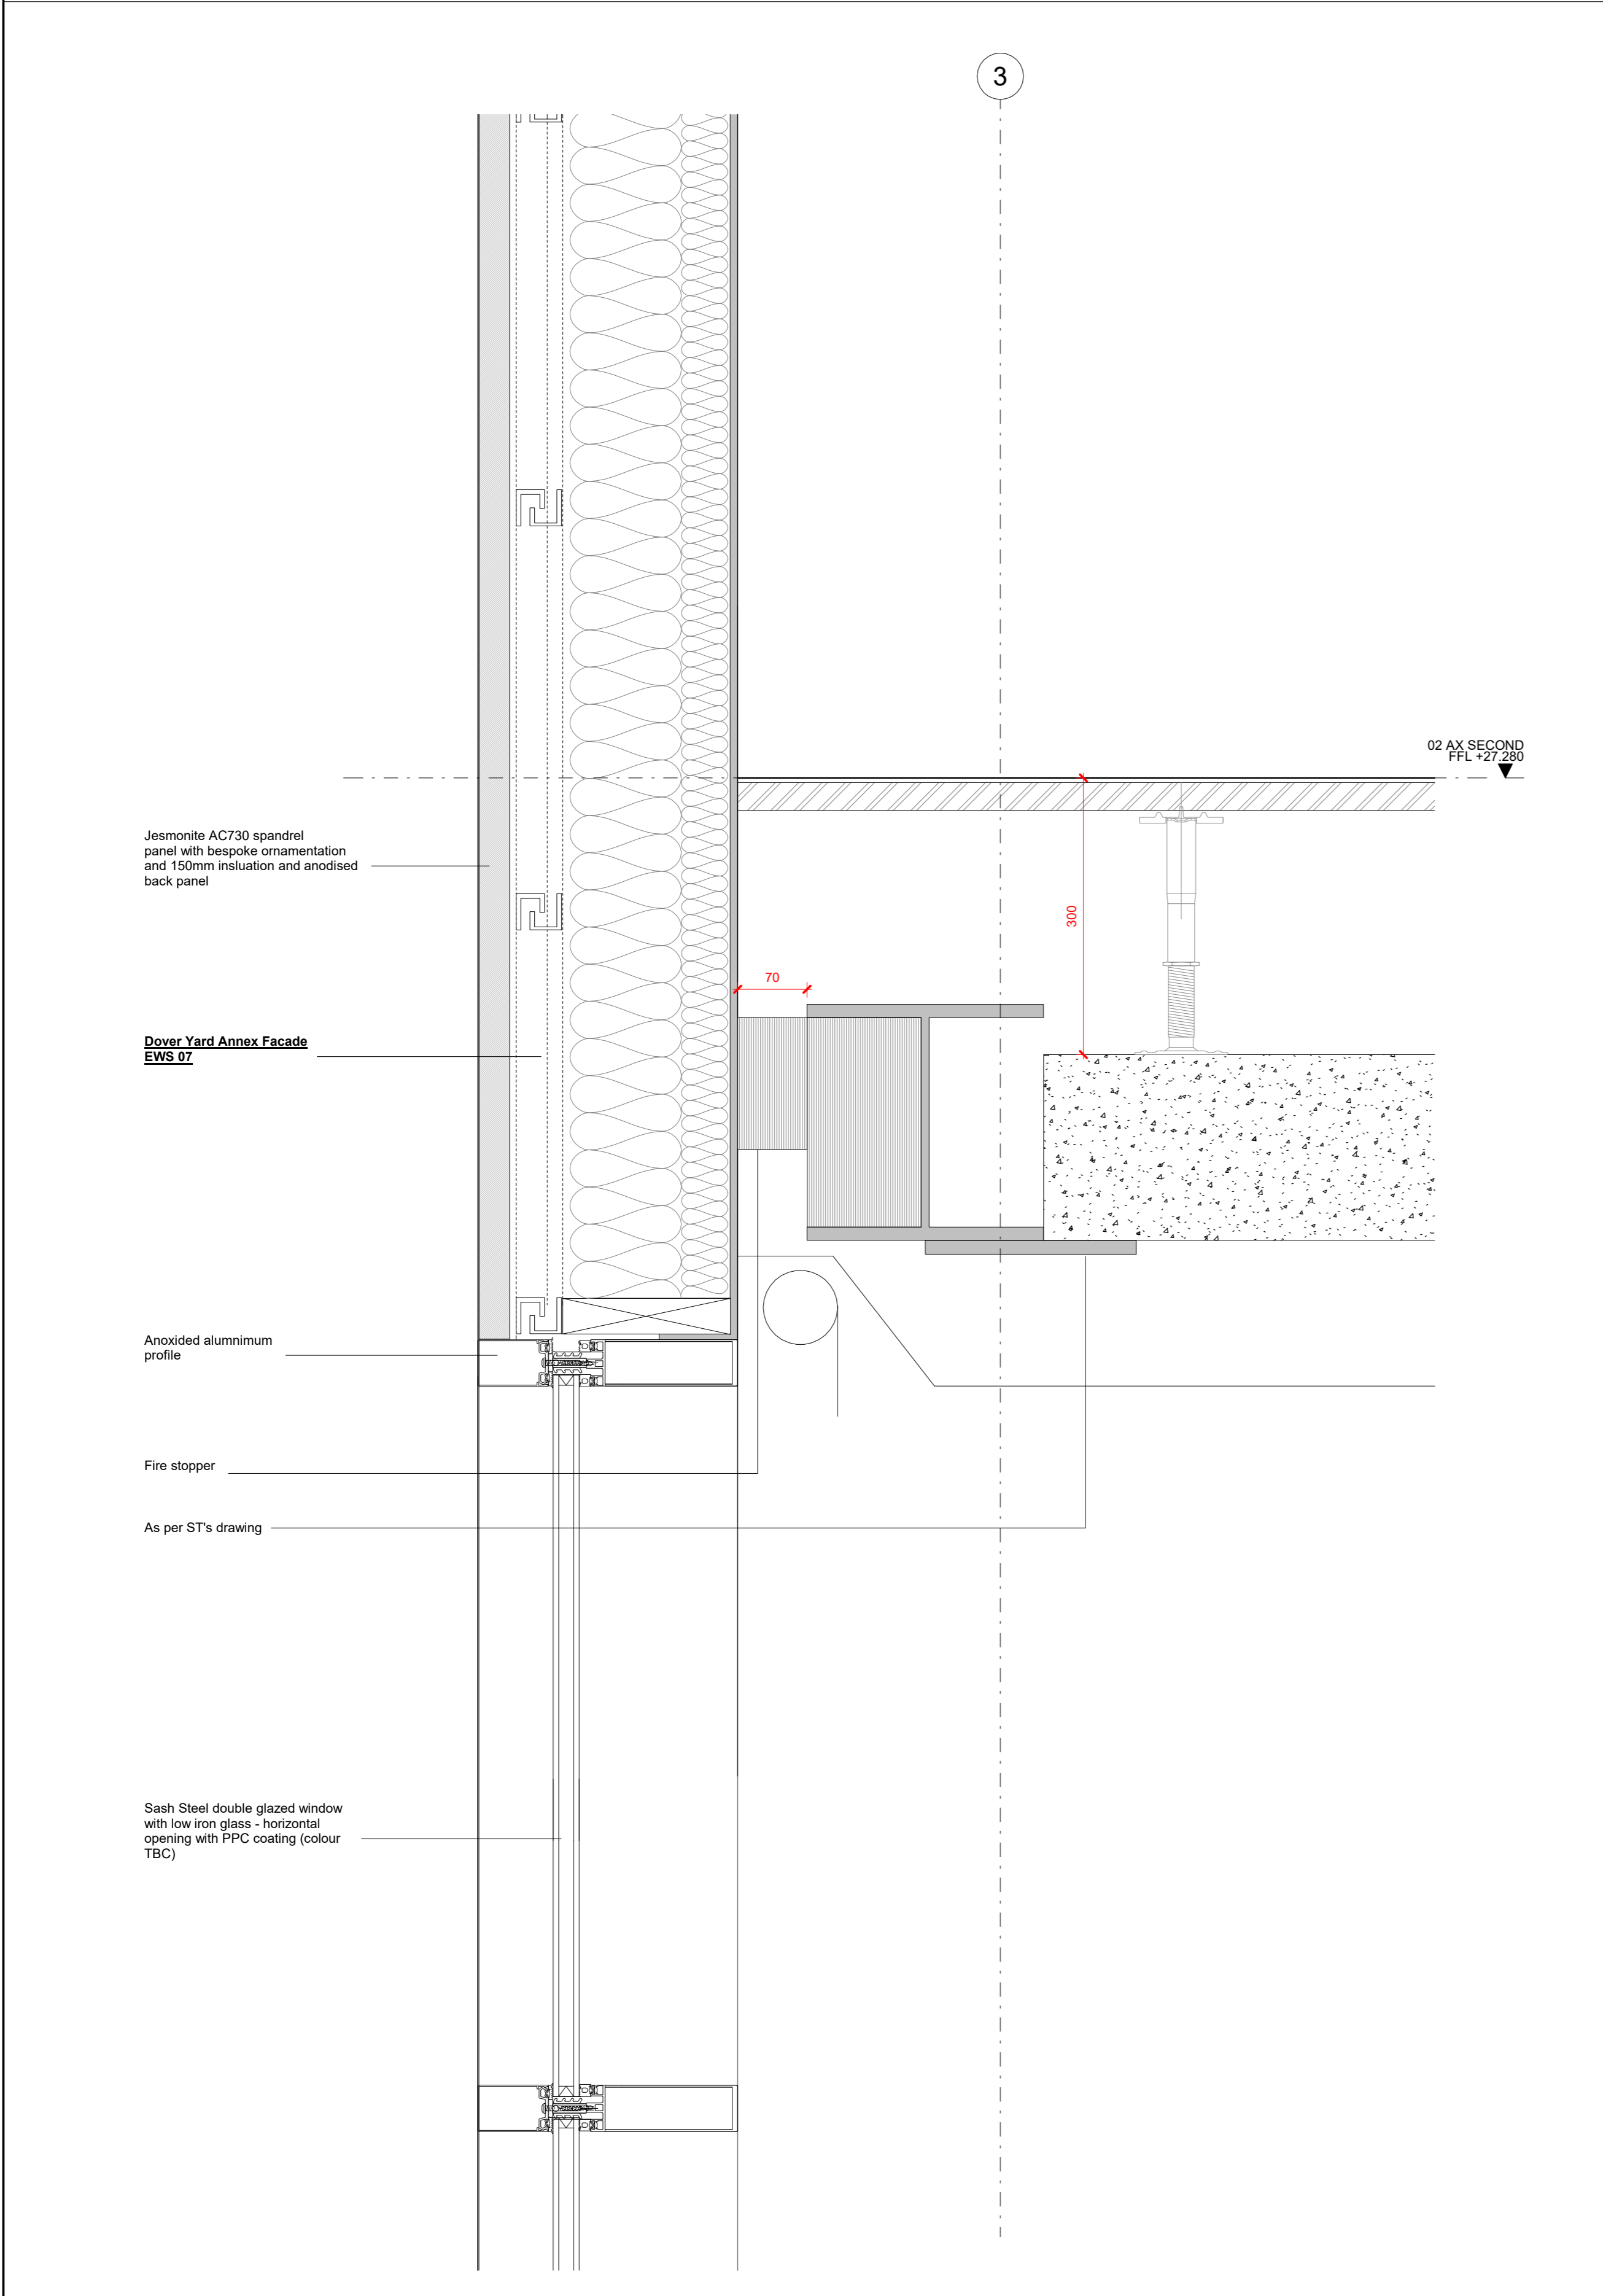 3
02 AX SECOND
FFL +27.280
Jesmonite AC730 spandrel
panel with bespoke ornamentation
and 150mm insluation and anodised
back panel
300
70
Dover Yard Annex Facade
EWS 07
Anoxided alumnimum
profile
Fire stopper
As per ST's drawing
Sash Steel double glazed window
with low iron glass - horizontal
opening with PPC coating (colour
TBC)